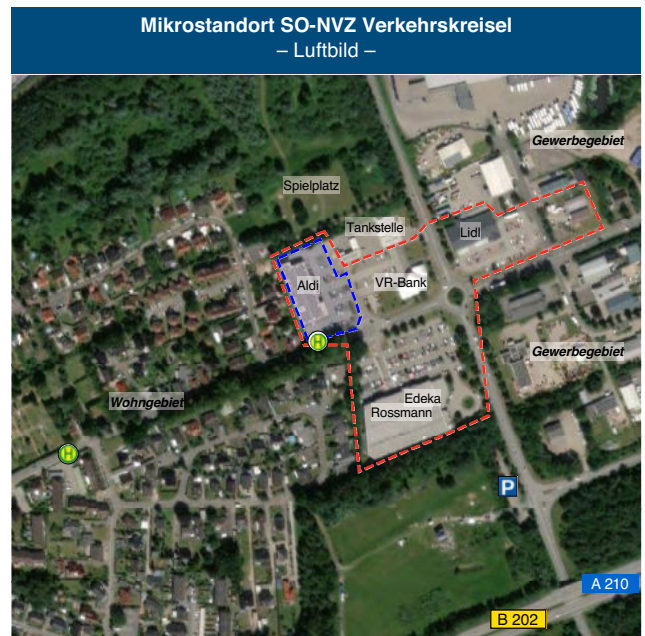 Mikrostandort SO-NVZ Verkehrskreisel
– Luftbild –
Gewerbegebiet
Spielplatz
Tankstelle
Lidl
Aldi
VR-Bank
H
Gewerbegebiet
Wohngebiet
Edeka
Rossmann
H
P
A 210
B 202